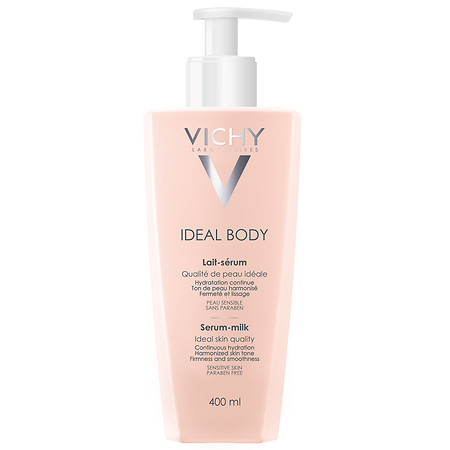 VICHY
LABORATOIRES
IDEAL BODY
Lait-sérum
Qualité de peau idéale
Hydratation continue
Ton de peau harmonisé
Fermeté et lissage
PEAU SENSIBLE
SANS PARABEN
Serum-milk
Ideal skin quality
Continuous hydration
Harmonized skin tone
Firmness and smoothness
SENSITIVE SKIN
PARABEN FREE
400 ml